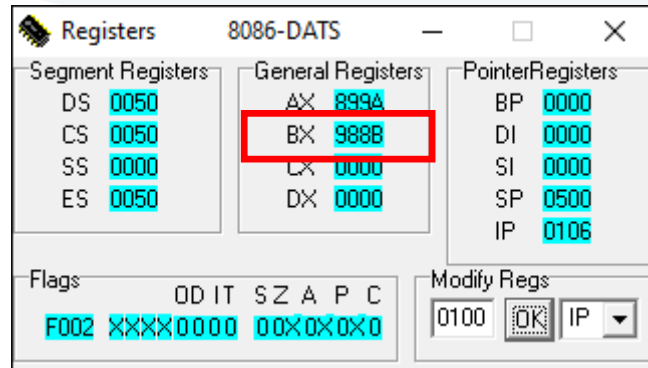 Registers 8086-DATS
Segment Registers
DS 0050
CS 0050
SS 0000
ES 0050
General Registers
AX 899A
BX 988B
CX 0000
DX 0000
PointerRegisters
BP 0000
DI 0000
SI 0000
SP 0500
IP 0106
Flags
OD IT SZ A P C
F002 XXXX0000 00X0X0X0
Modify Regs
0100 OK IP